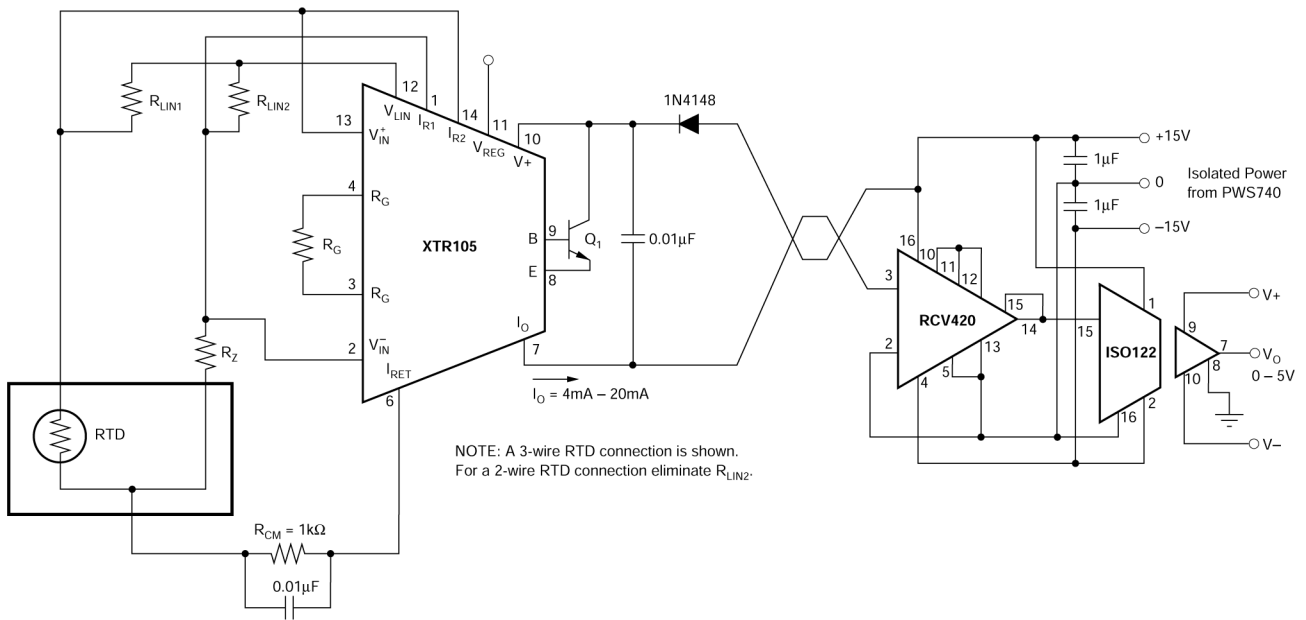 1N4148
12
1
14
11
10
13
4
3
2
6
9
8
7
R_LIN1
R_LIN2
V_LIN
I_R1
I_R2
V_REG
V+
V⁺_IN
R_G
R_G
R_G
XTR105
B
E
Q_1
0.01μF
I_O
V⁻_IN
I_RET
R_Z
RTD
I_O = 4mA – 20mA
NOTE: A 3-wire RTD connection is shown.
For a 2-wire RTD connection eliminate R_LIN2.
R_CM = 1kΩ
0.01μF
+15V
1μF
0
Isolated Power
from PWS740
1μF
–15V
16
10
11
12
3
15
RCV420
14
2
13
5
4
1
15
ISO122
16
2
9
7
8
10
V+
V_O
0 – 5V
V–